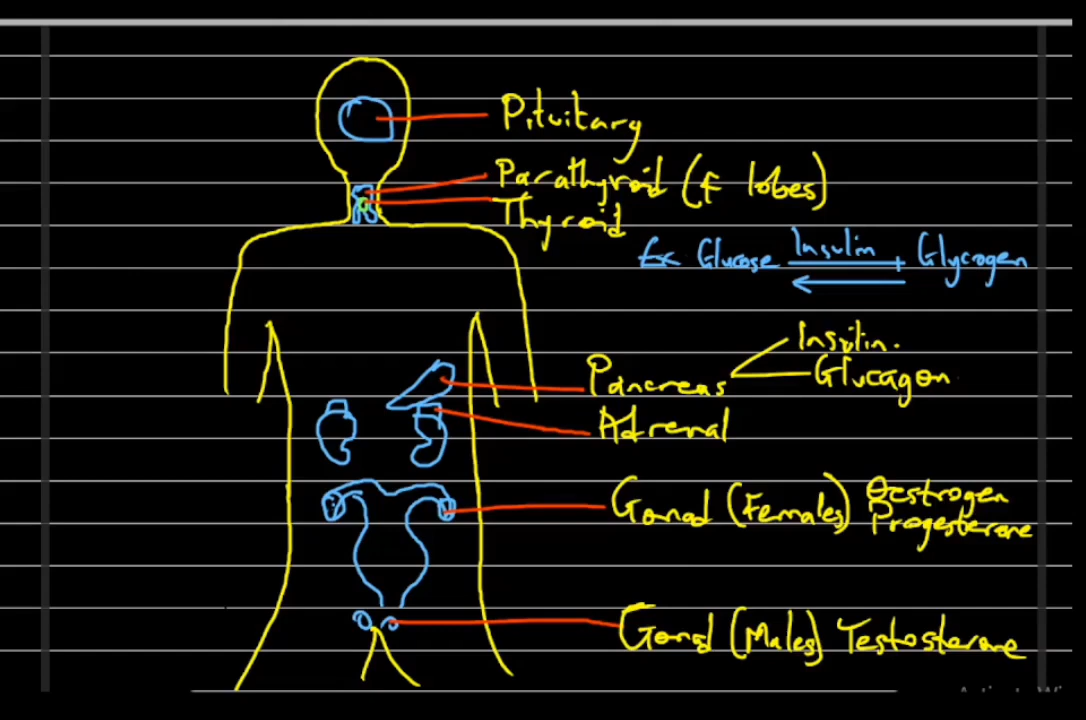 Pituitary
Parathyroid (F lobes)
Thyroid
Ex Glucose Insulin Glycogen
Insulin.
Pancreas
Glucagon
Adrenal
Gonad (Females) Oestrogen
Progesterone
Gonad (Males) Testosterone